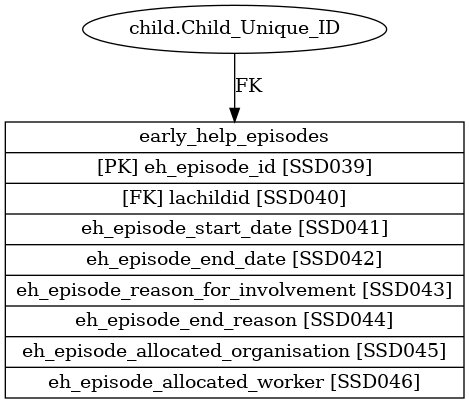 child.Child_Unique_ID
FK
early_help_episodes
[PK] eh_episode_id [SSD039]
[FK] lachildid [SSD040]
eh_episode_start_date [SSD041]
eh_episode_end_date [SSD042]
eh_episode_reason_for_involvement [SSD043]
eh_episode_end_reason [SSD044]
eh_episode_allocated_organisation [SSD045]
eh_episode_allocated_worker [SSD046]